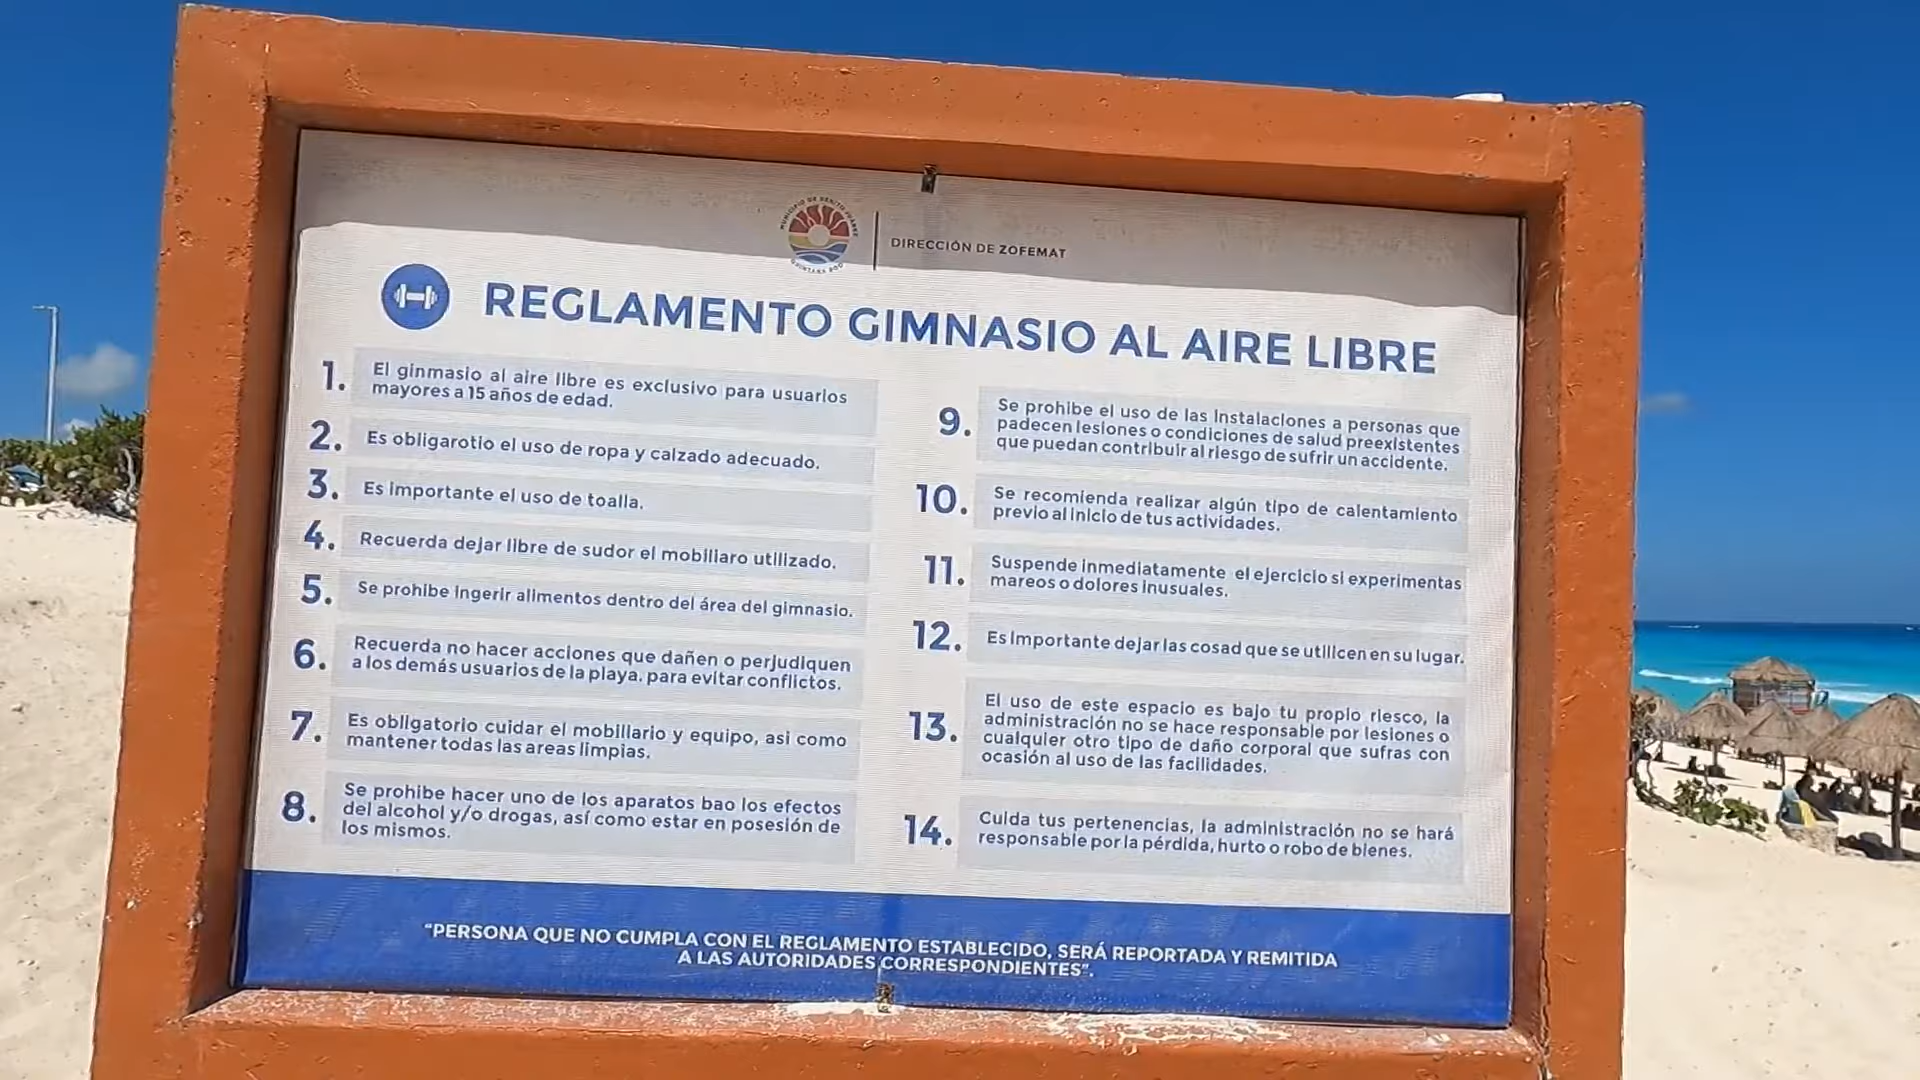 MUNICIPIO DE BENITO JUÁREZ
QUINTANA ROO
DIRECCIÓN DE ZOFEMAT
REGLAMENTO GIMNASIO AL AIRE LIBRE
1. El ginmasio al aire libre es exclusivo para usuarios
mayores a 15 años de edad.
2. Es obligarotio el uso de ropa y calzado adecuado.
3. Es importante el uso de toalla.
4. Recuerda dejar libre de sudor el mobiliaro utilizado.
5. Se prohibe ingerir alimentos dentro del área del gimnasio.
6. Recuerda no hacer acciones que dañen o perjudiquen
a los demás usuarios de la playa. para evitar conflictos.
7. Es obligatorio cuidar el mobiliario y equipo, asi como
mantener todas las areas limpias.
8. Se prohibe hacer uno de los aparatos bao los efectos
del alcohol y/o drogas, así como estar en posesión de
los mismos.
9. Se prohibe el uso de las instalaciones a personas que
padecen lesiones o condiciones de salud preexistentes
que puedan contribuir al riesgo de sufrir un accidente.
10. Se recomienda realizar algún tipo de calentamiento
previo al inicio de tus actividades.
11. Suspende inmediatamente el ejercicio si experimentas
mareos o dolores inusuales.
12. Es importante dejar las cosad que se utilicen en su lugar.
13. El uso de este espacio es bajo tu propio riesco, la
administración no se hace responsable por lesiones o
cualquier otro tipo de daño corporal que sufras con
ocasión al uso de las facilidades.
14. Cuida tus pertenencias, la administración no se hará
responsable por la pérdida, hurto o robo de bienes.
"PERSONA QUE NO CUMPLA CON EL REGLAMENTO ESTABLECIDO, SERÁ REPORTADA Y REMITIDA
A LAS AUTORIDADES CORRESPONDIENTES".